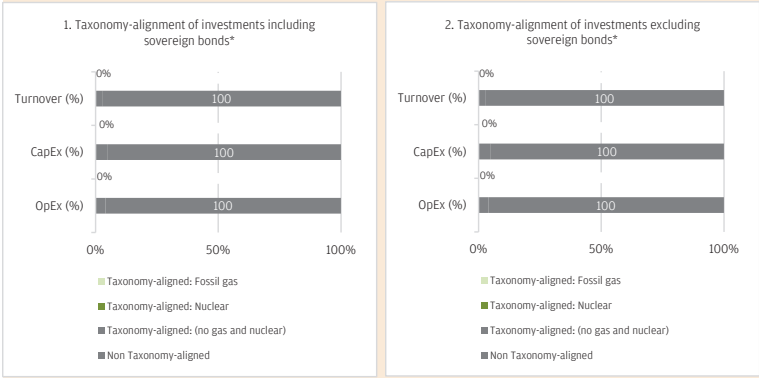 1. Taxonomy-alignment of investments including
sovereign bonds*
0%
Turnover (%)
100
0%
CapEx (%)
100
0%
OpEx (%)
100
0%
50%
100%
Taxonomy-aligned: Fossil gas
Taxonomy-aligned: Nuclear
Taxonomy-aligned: (no gas and nuclear)
Non Taxonomy-aligned
2. Taxonomy-alignment of investments excluding
sovereign bonds*
0%
Turnover (%)
100
0%
CapEx (%)
100
0%
OpEx (%)
100
0%
50%
100%
Taxonomy-aligned: Fossil gas
Taxonomy-aligned: Nuclear
Taxonomy-aligned: (no gas and nuclear)
Non Taxonomy-aligned